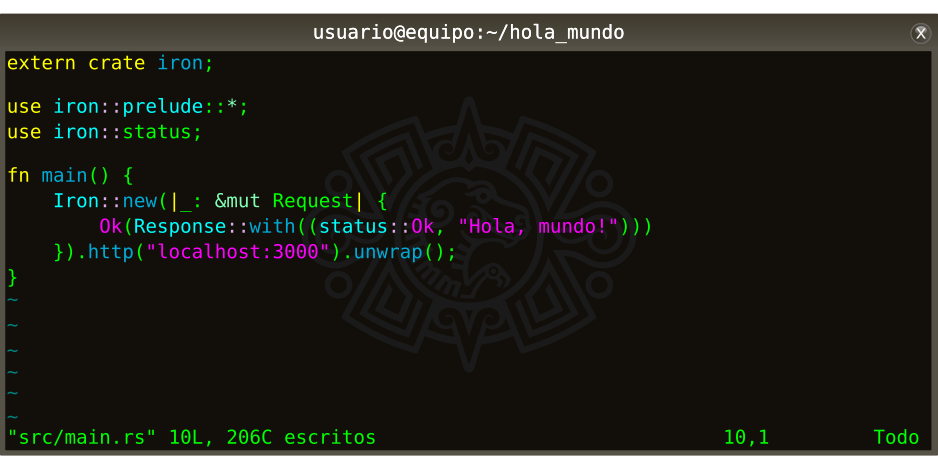 usuario@equipo:~/hola_mundo
extern crate iron;
use iron::prelude::*;
use iron::status;
fn main() {
    Iron::new(|_: &mut Request| {
        Ok(Response::with((status::Ok, "Hola, mundo!")))
    }).http("localhost:3000").unwrap();
}
~
~
~
~
~
~
"src/main.rs" 10L, 206C escritos 10,1 Todo